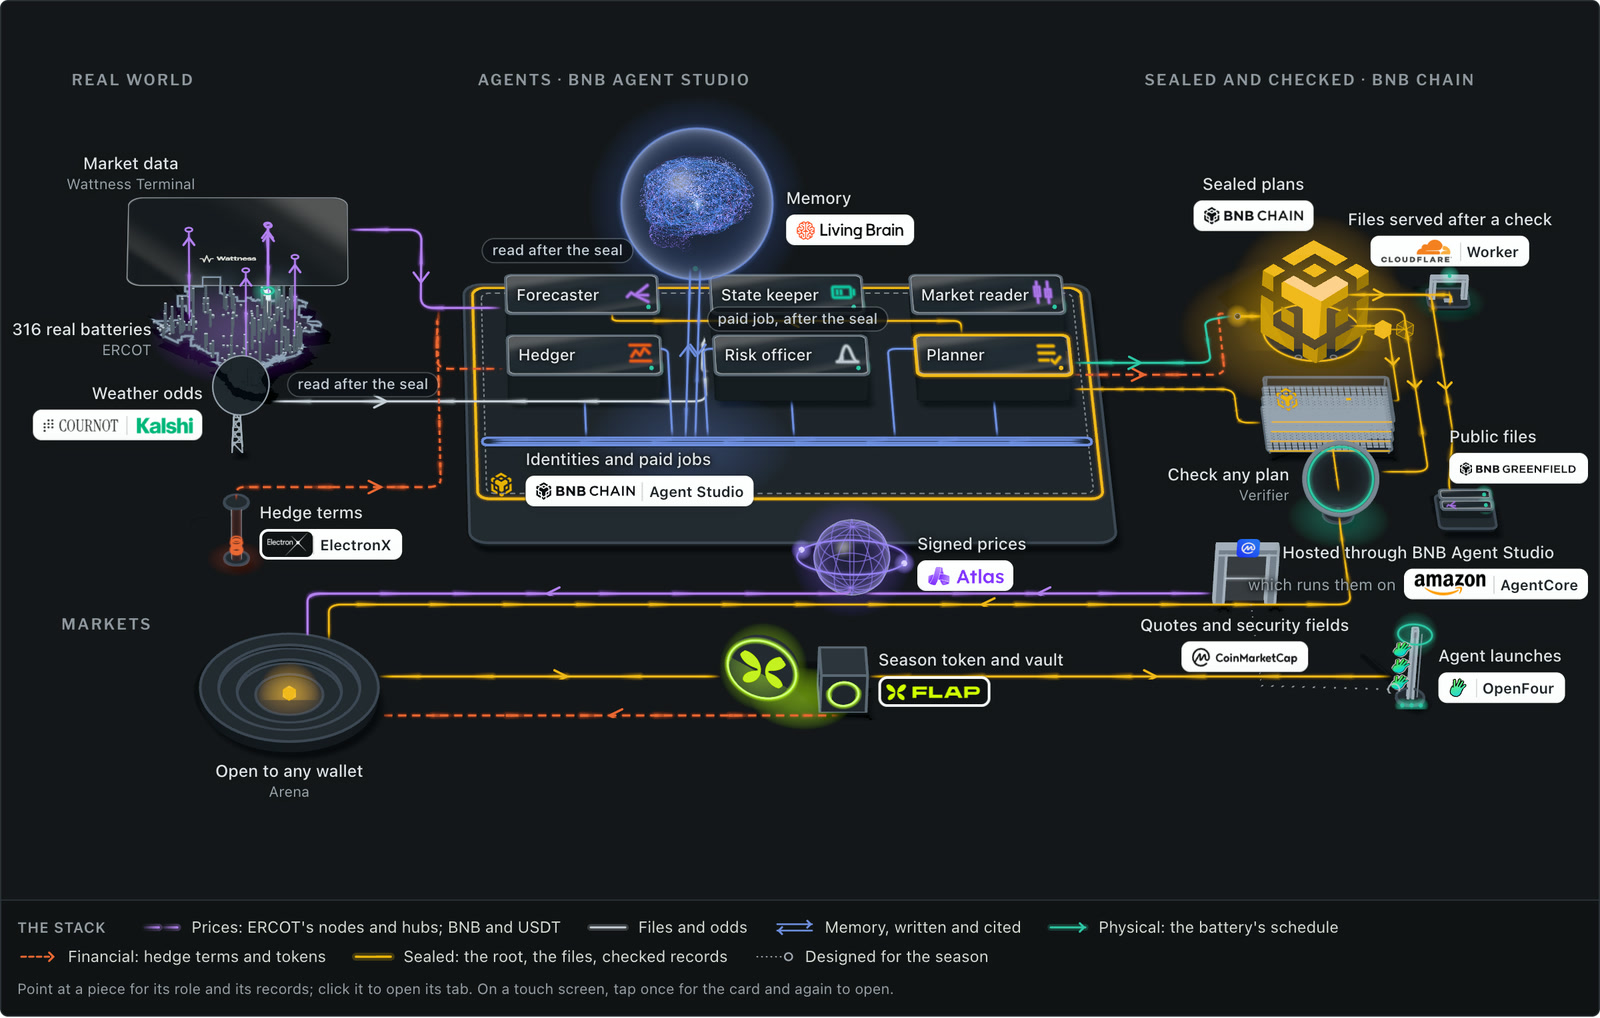 REAL WORLD
AGENTS · BNB AGENT STUDIO
SEALED AND CHECKED · BNB CHAIN
Market data
Wattness Terminal
Wattness
316 real batteries
ERCOT
Weather odds
COURNOT
Kalshi
read after the seal
Hedge terms
ElectronX
ElectronX
read after the seal
Memory
Living Brain
Forecaster
State keeper
Market reader
paid job, after the seal
Hedger
Risk officer
Planner
Identities and paid jobs
BNB CHAIN
Agent Studio
Sealed plans
BNB CHAIN
Files served after a check
CLOUDFLARE
Worker
Check any plan
Verifier
Public files
BNB GREENFIELD
Signed prices
Atlas
Hosted through BNB Agent Studio
which runs them on
amazon
AgentCore
Quotes and security fields
CoinMarketCap
MARKETS
Season token and vault
FLAP
Agent launches
OpenFour
Open to any wallet
Arena
THE STACK
Prices: ERCOT's nodes and hubs; BNB and USDT
Files and odds
Memory, written and cited
Physical: the battery's schedule
Financial: hedge terms and tokens
Sealed: the root, the files, checked records
Designed for the season
Point at a piece for its role and its records; click it to open its tab. On a touch screen, tap once for the card and again to open.